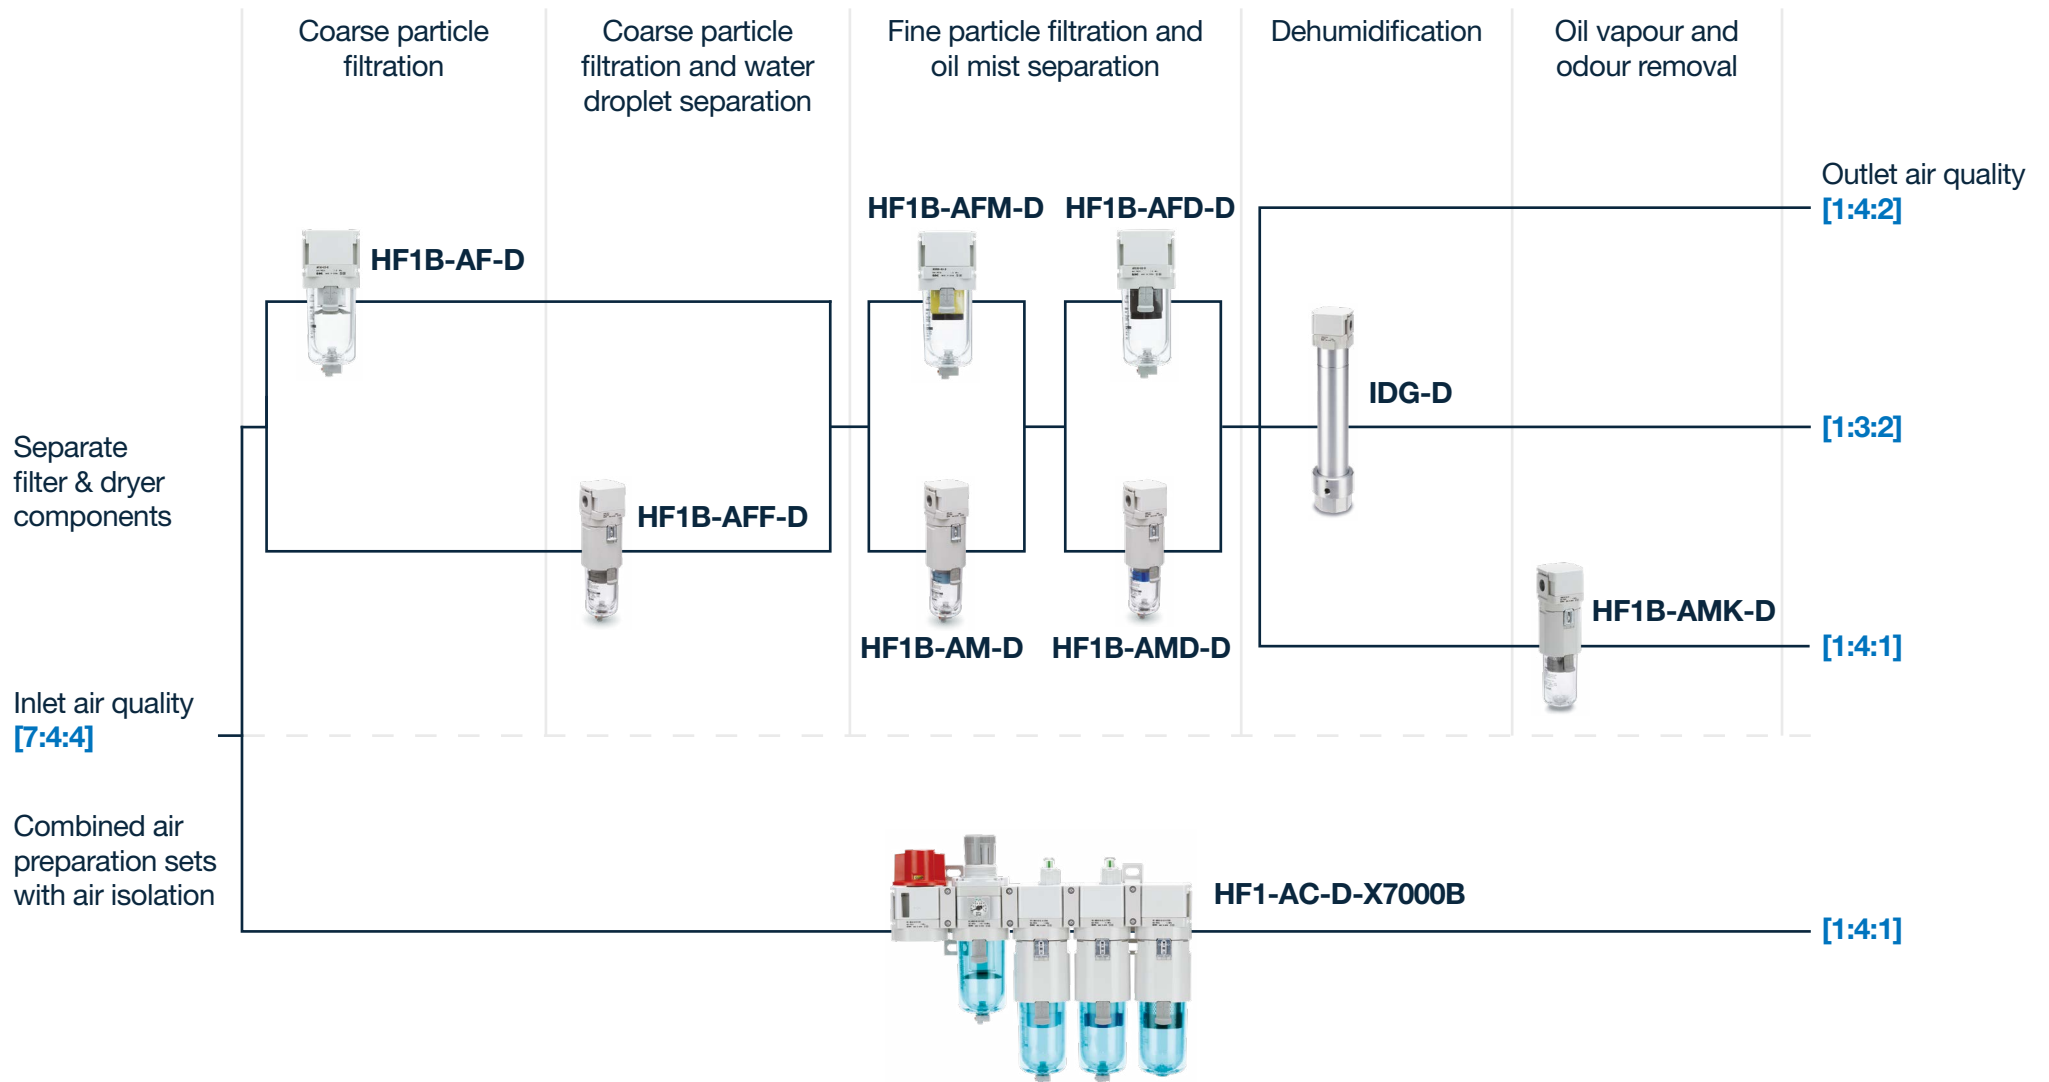 Coarse particle
filtration
Coarse particle
filtration and water
droplet separation
Fine particle filtration and
oil mist separation
Dehumidification
Oil vapour and
odour removal
Outlet air quality
[1:4:2]
HF1B-AFM-D
HF1B-AFD-D
HF1B-AF-D
IDG-D
[1:3:2]
Separate
filter & dryer
components
HF1B-AFF-D
HF1B-AM-D
HF1B-AMD-D
HF1B-AMK-D
[1:4:1]
Inlet air quality
[7:4:4]
Combined air
preparation sets
with air isolation
HF1-AC-D-X7000B
[1:4:1]